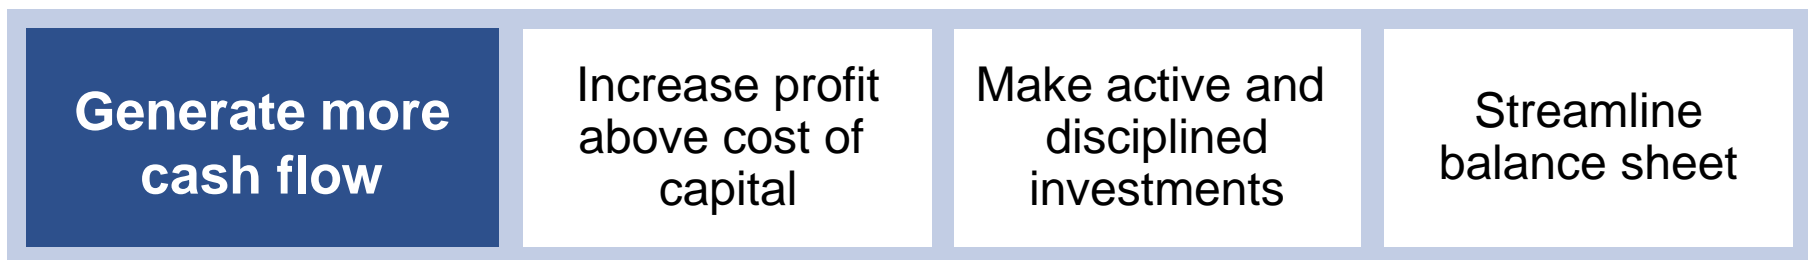 Generate more
cash flow
Increase profit
above cost of
capital
Make active and
disciplined
investments
Streamline
balance sheet